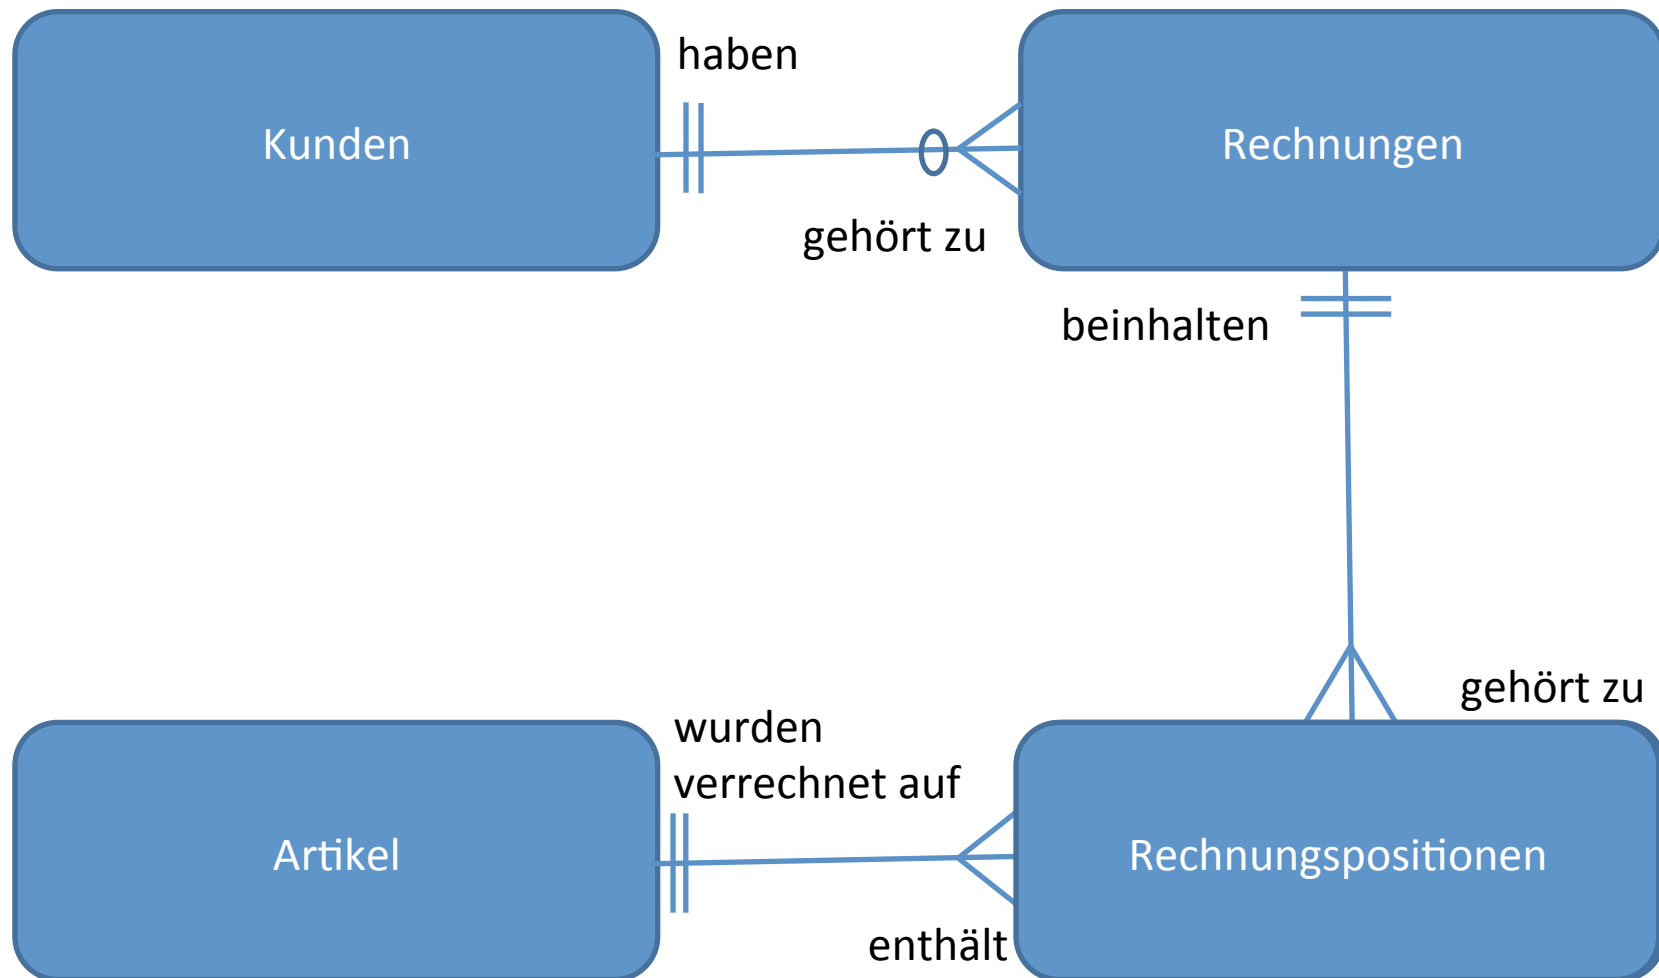 haben
Kunden
Rechnungen
gehört zu
beinhalten
gehört zu
wurden
verrechnet auf
Artikel
Rechnungspositionen
enthält